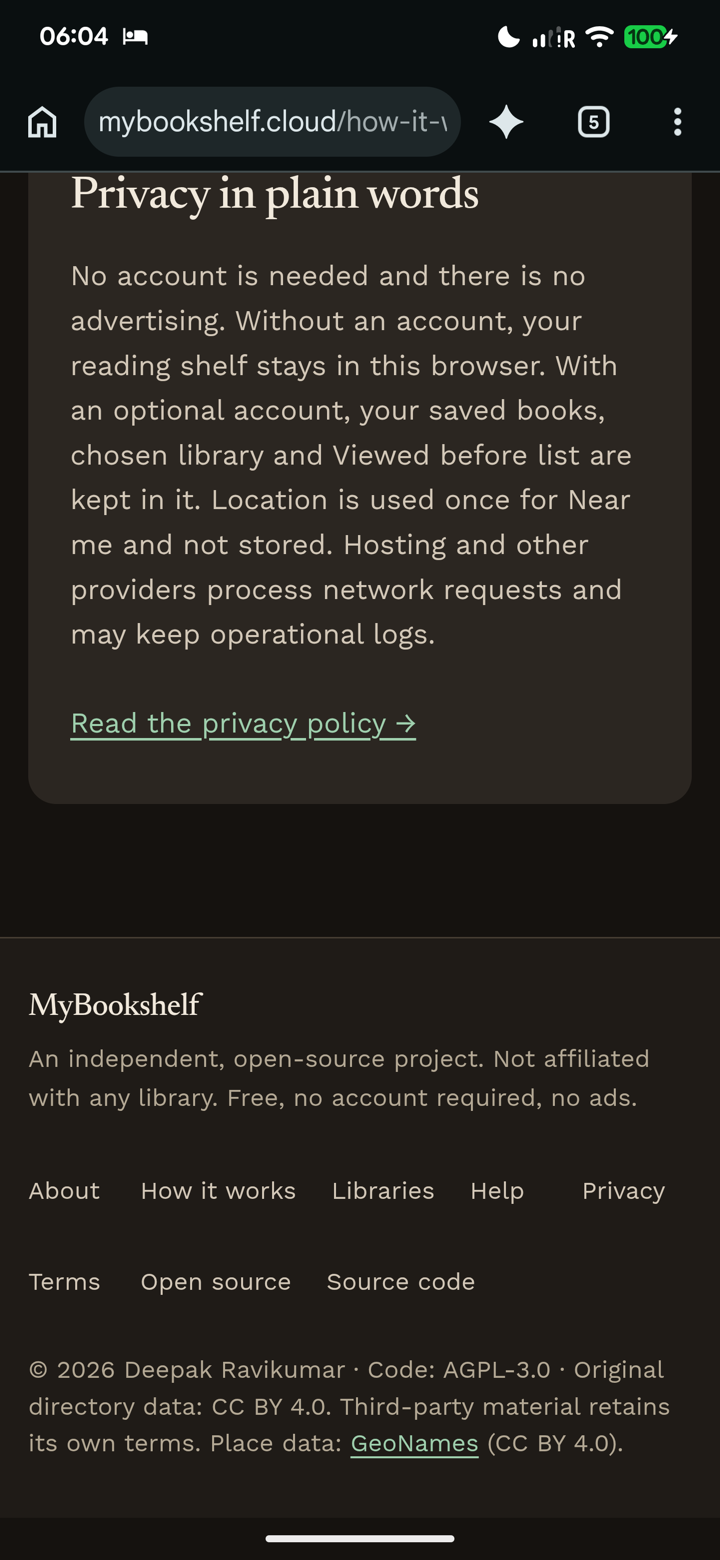 06:04
R
100
mybookshelf.cloud/how-it-
5
Privacy in plain words
No account is needed and there is no
advertising. Without an account, your
reading shelf stays in this browser. With
an optional account, your saved books,
chosen library and Viewed before list are
kept in it. Location is used once for Near
me and not stored. Hosting and other
providers process network requests and
may keep operational logs.
Read the privacy policy →
MyBookshelf
An independent, open-source project. Not affiliated
with any library. Free, no account required, no ads.
About How it works Libraries Help Privacy
Terms Open source Source code
© 2026 Deepak Ravikumar · Code: AGPL-3.0 · Original
directory data: CC BY 4.0. Third-party material retains
its own terms. Place data: GeoNames (CC BY 4.0).